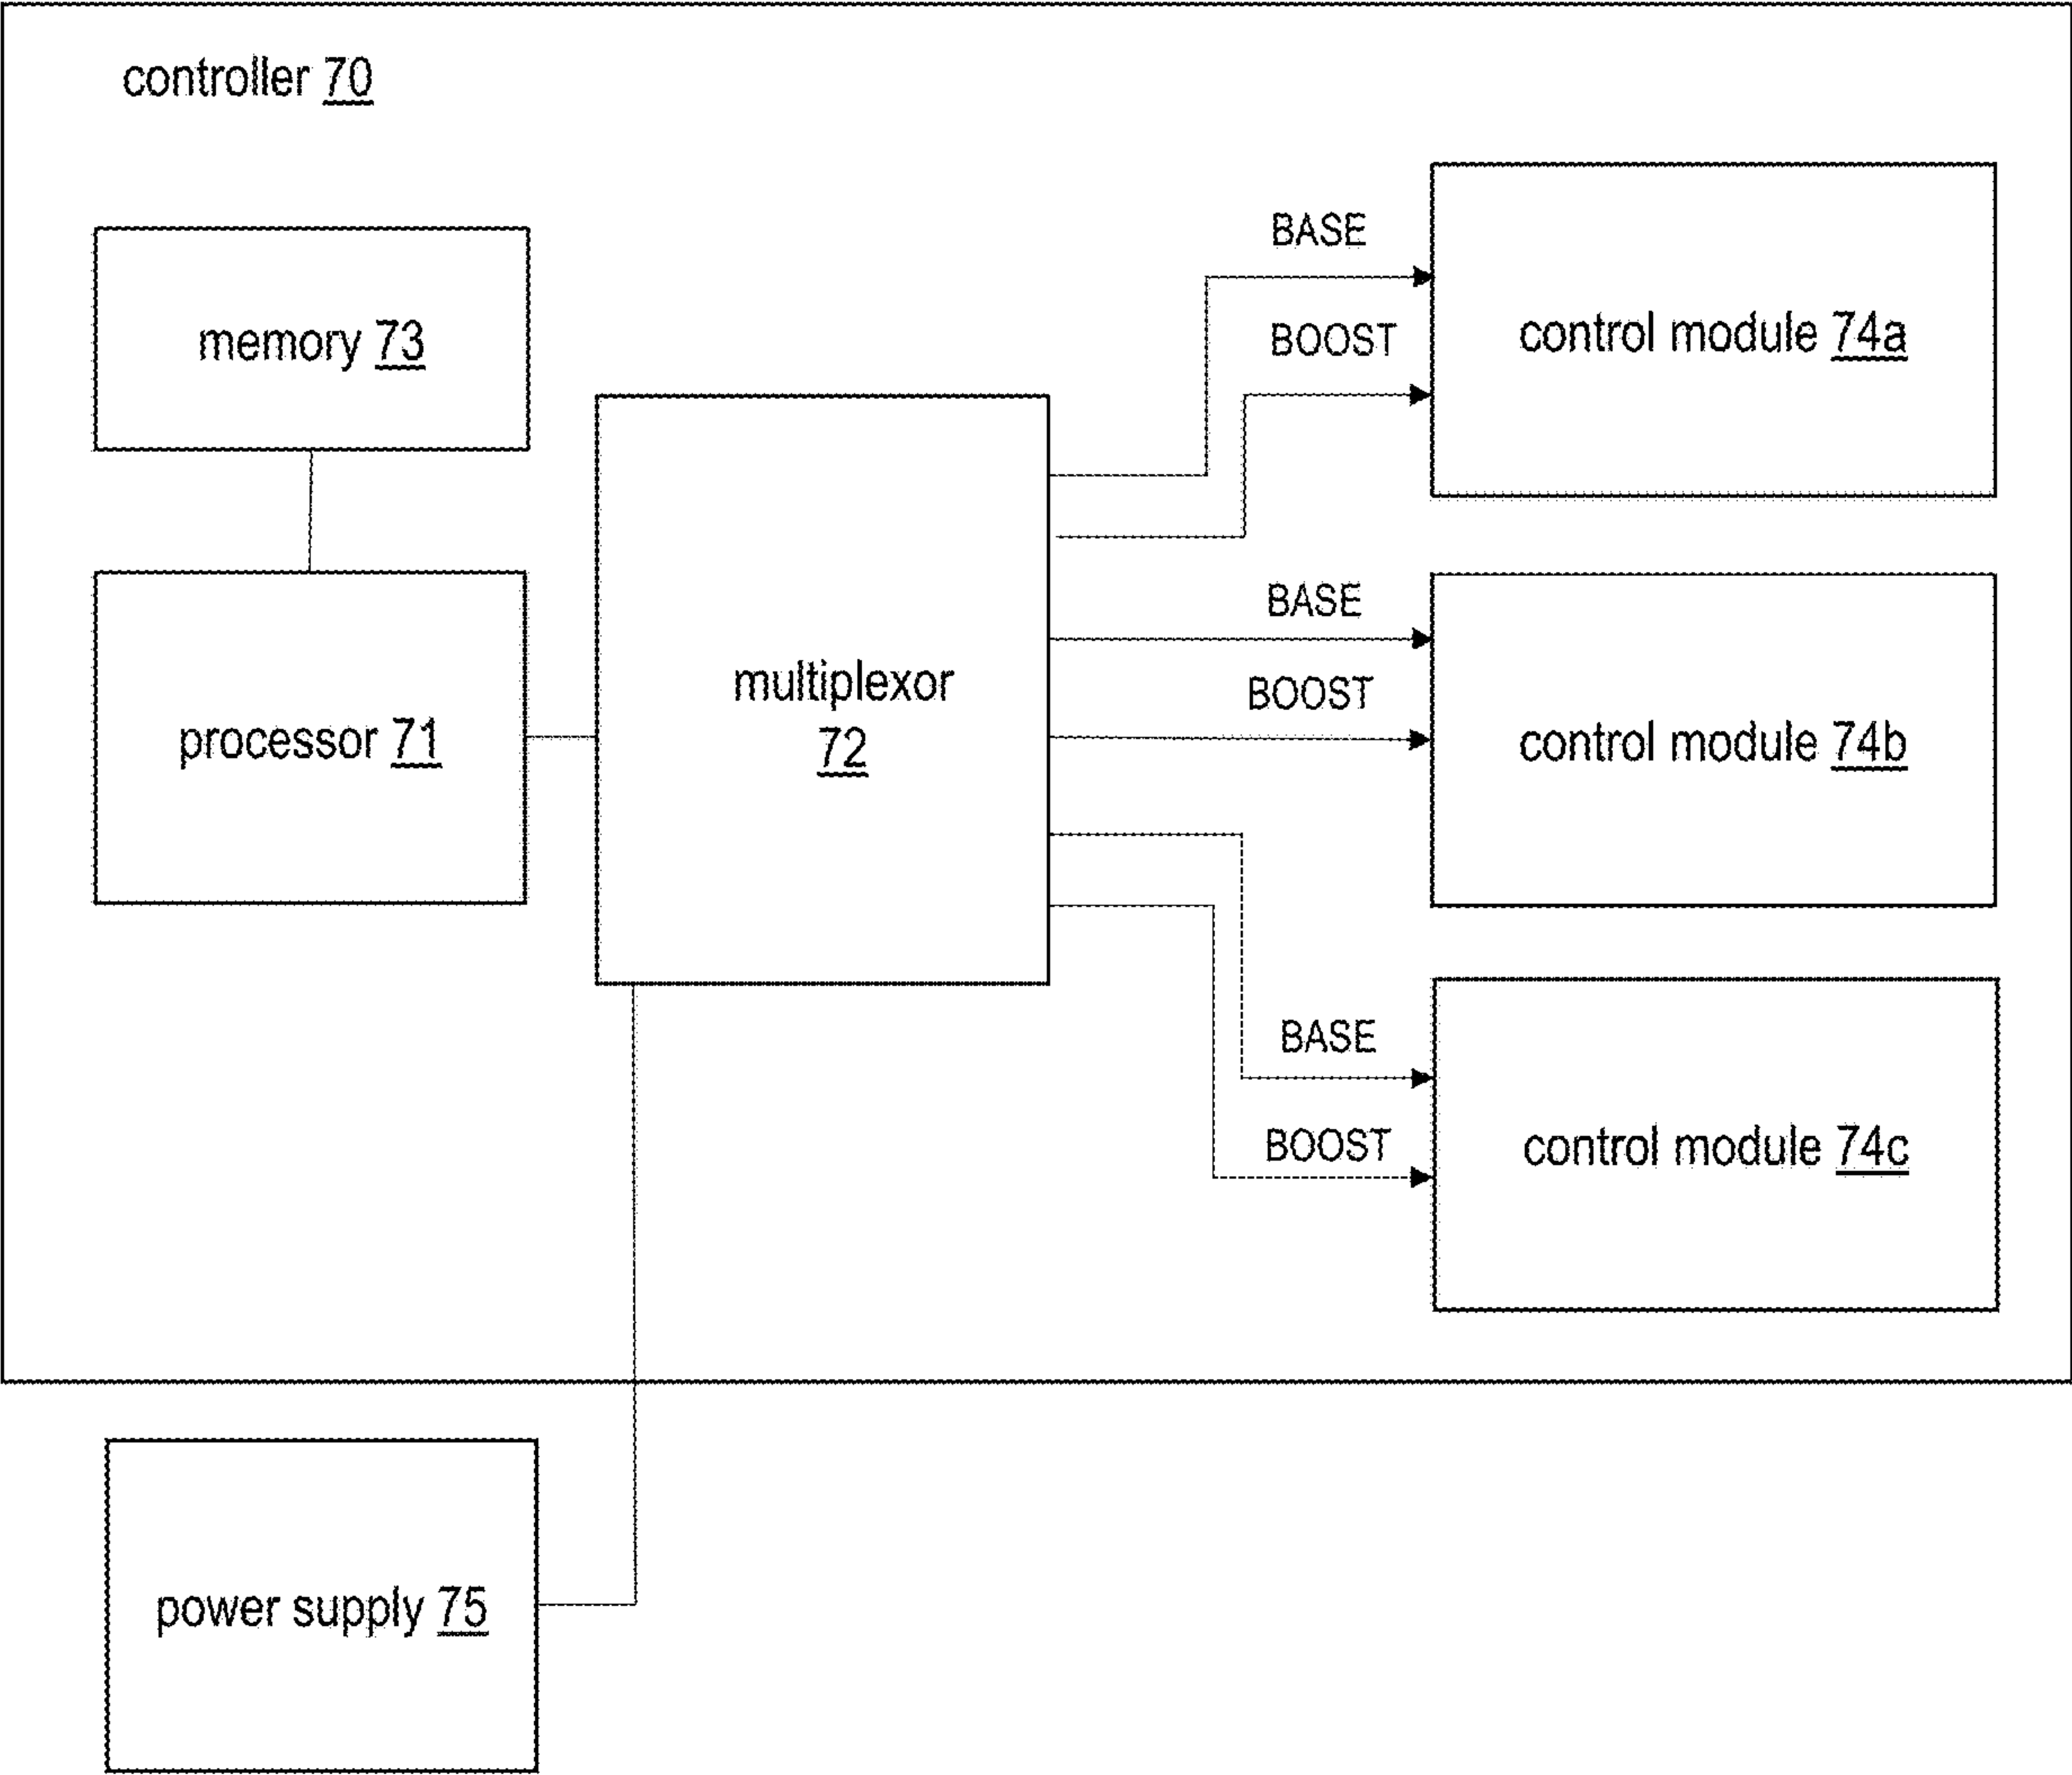 controller 70
memory 73
processor 71
multiplexor
72
BASE
BOOST
control module 74a
BASE
BOOST
control module 74b
BASE
BOOST
control module 74c
power supply 75